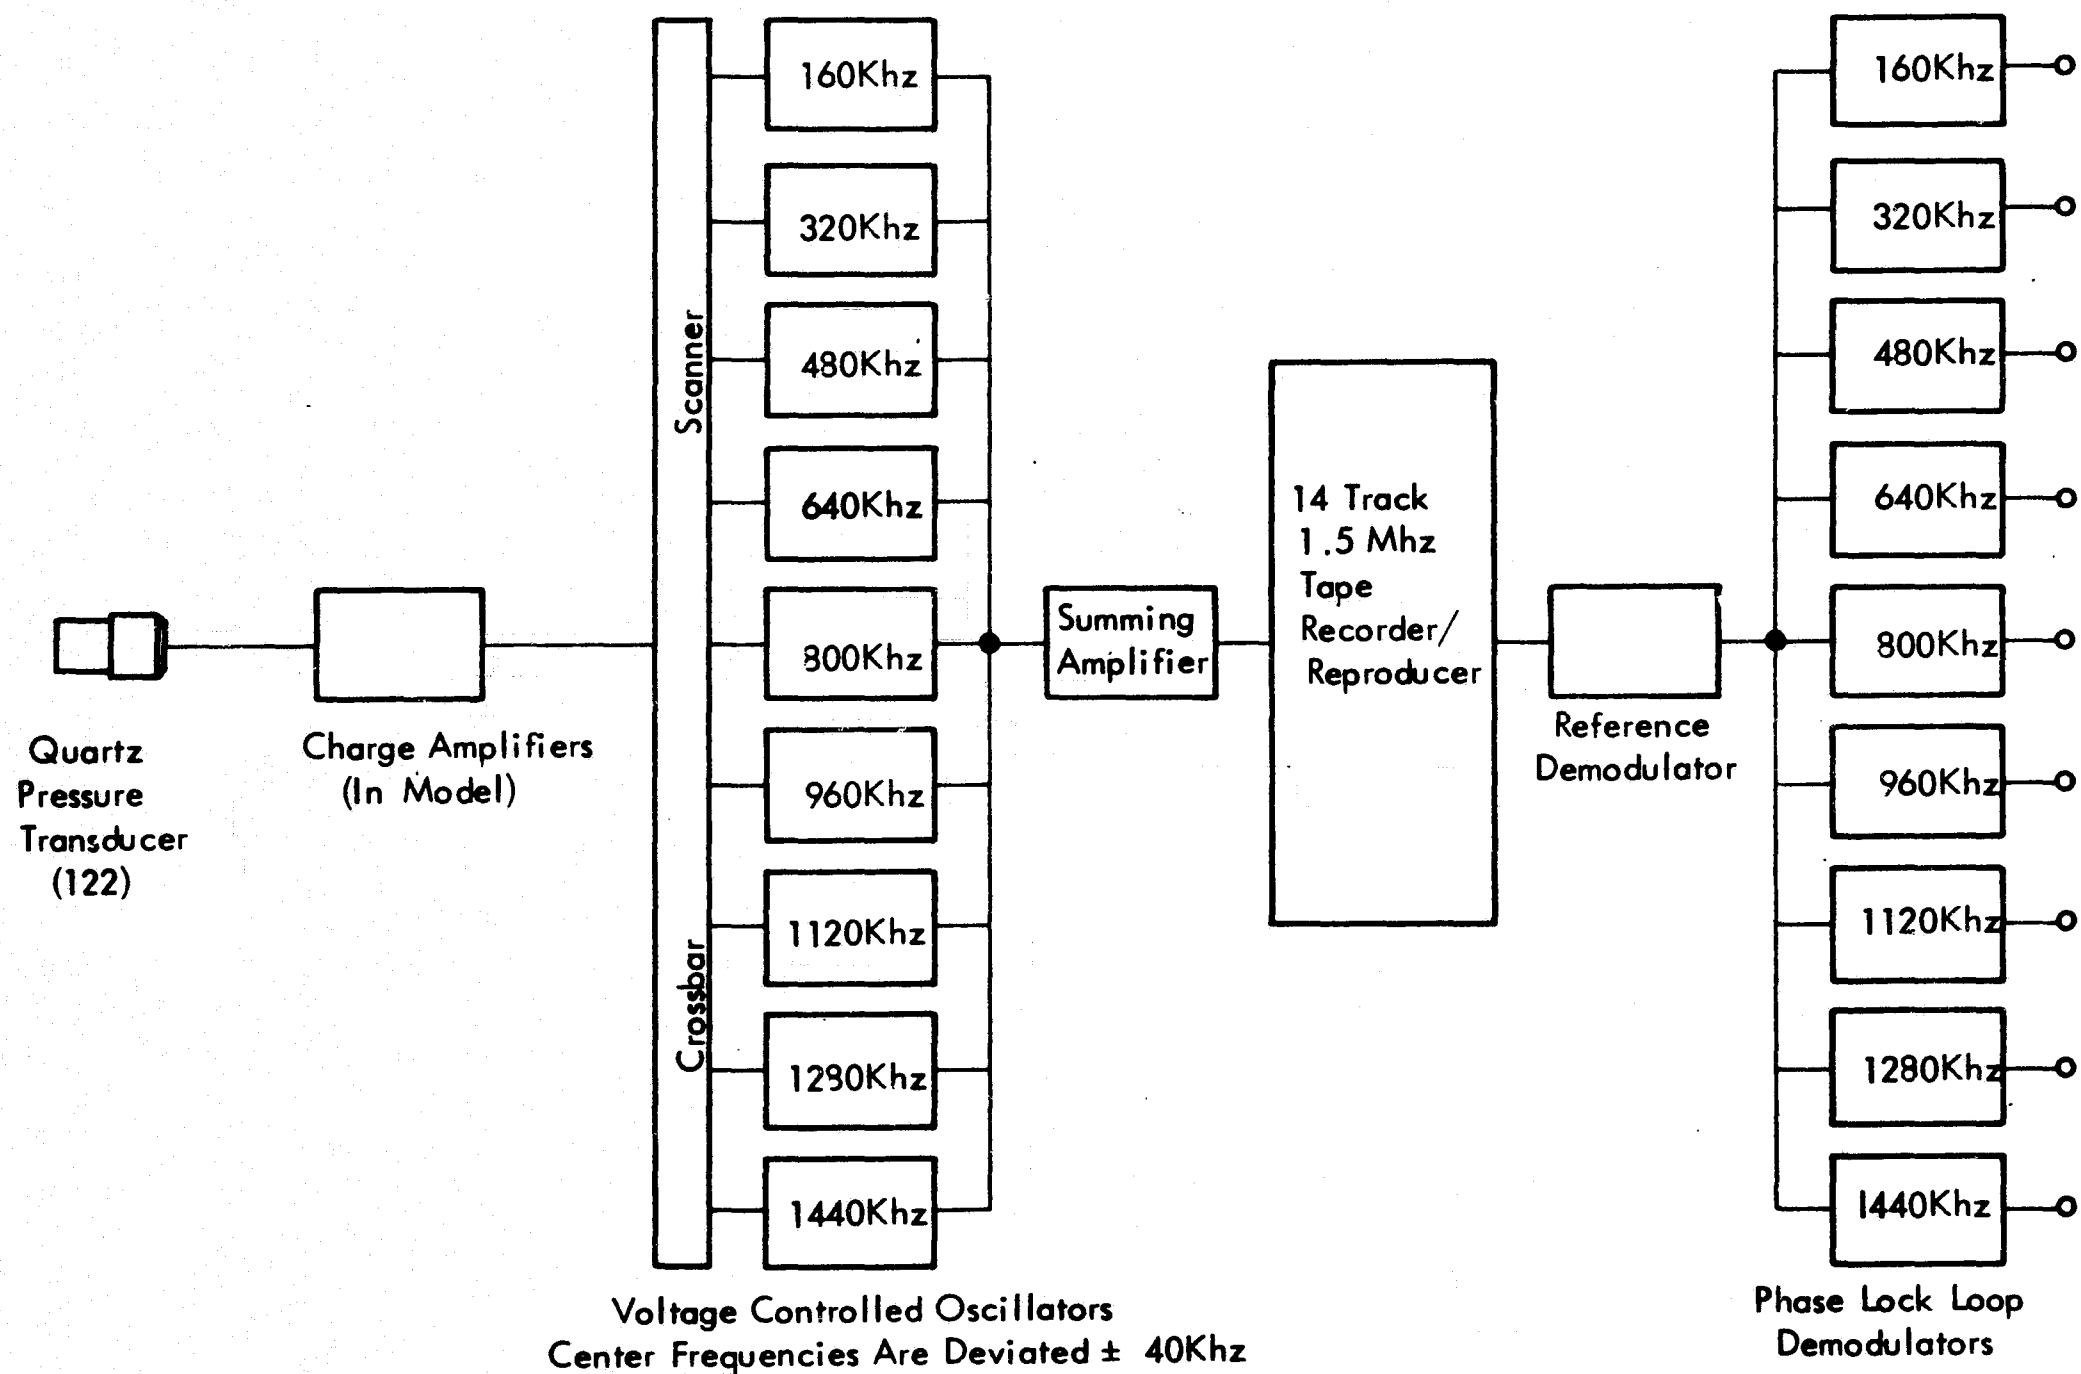 Quartz
Pressure
Transducer
(122)
Charge Amplifiers
(In Model)
Scanner
Crossbar
160Khz
320Khz
480Khz
640Khz
800Khz
960Khz
1120Khz
1280Khz
1440Khz
Voltage Controlled Oscillators
Center Frequencies Are Deviated ± 40Khz
Summing
Amplifier
14 Track
1.5 Mhz
Tape
Recorder/
Reproducer
Reference
Demodulator
160Khz
320Khz
480Khz
640Khz
800Khz
960Khz
1120Khz
1280Khz
1440Khz
Phase Lock Loop
Demodulators